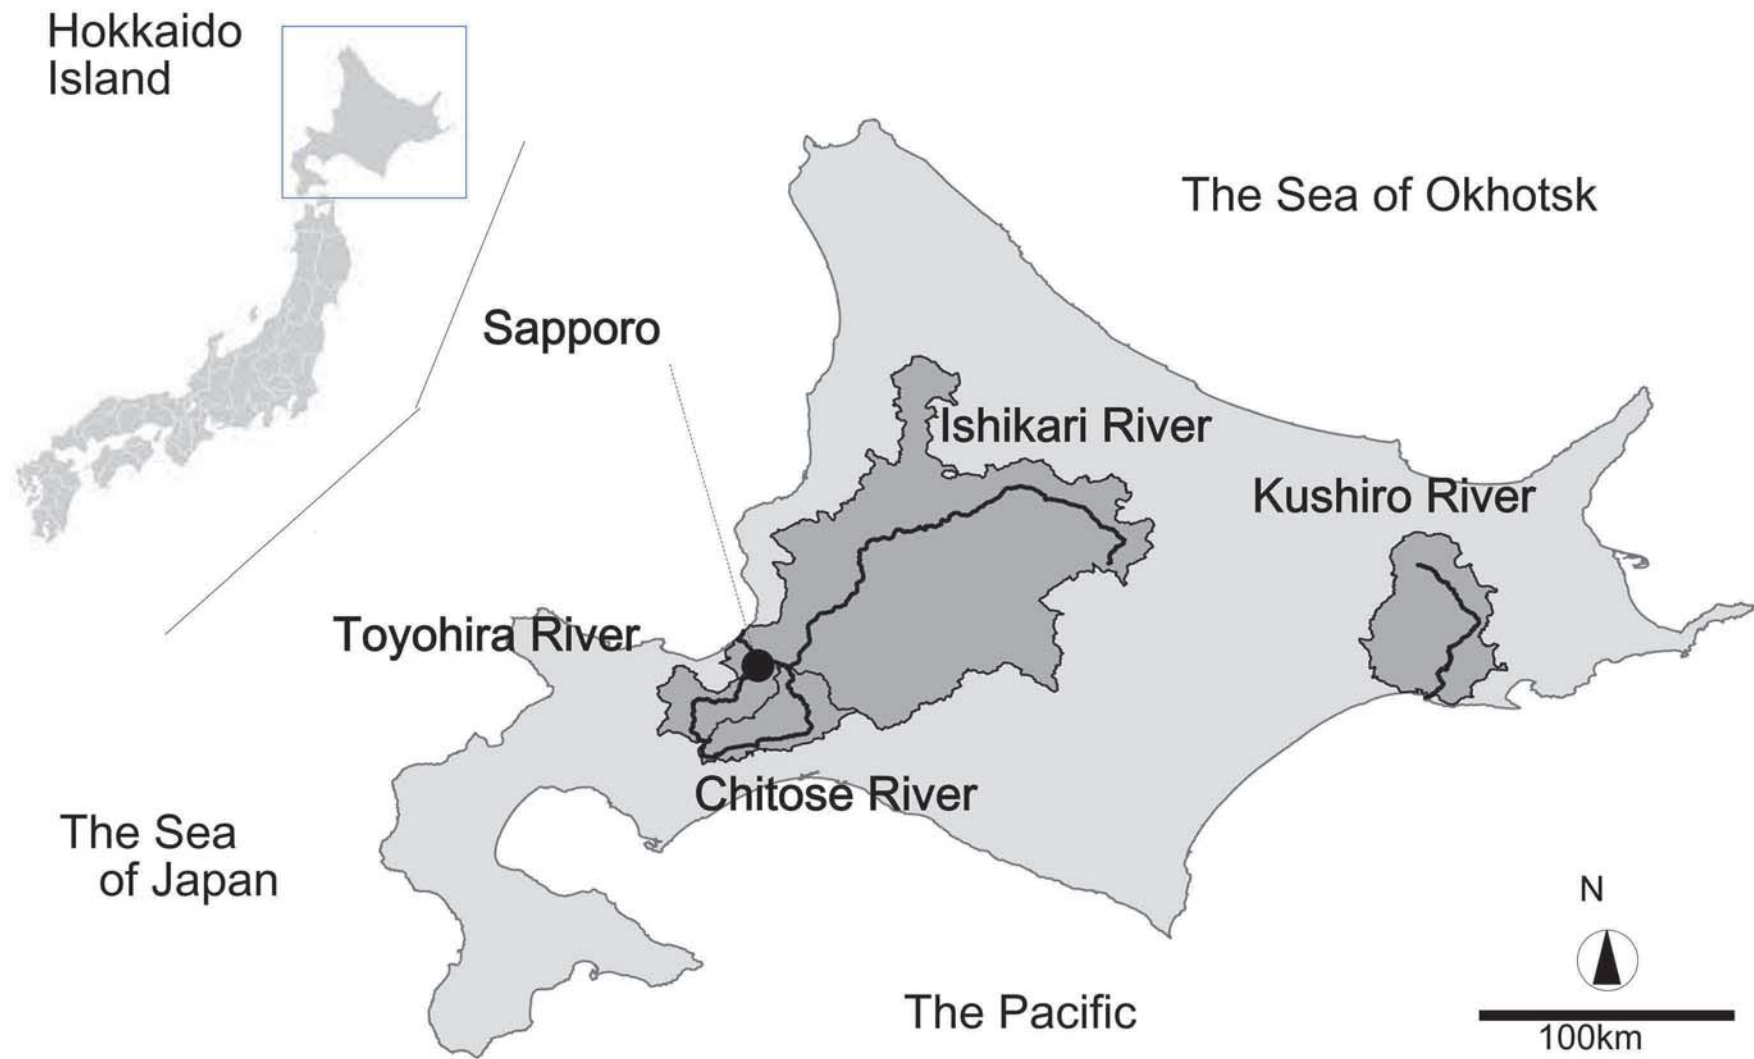 Hokkaido
Island
The Sea of Okhotsk
Sapporo
Ishikari River
Kushiro River
Toyohira River
Chitose River
The Sea
of Japan
N
The Pacific
100km